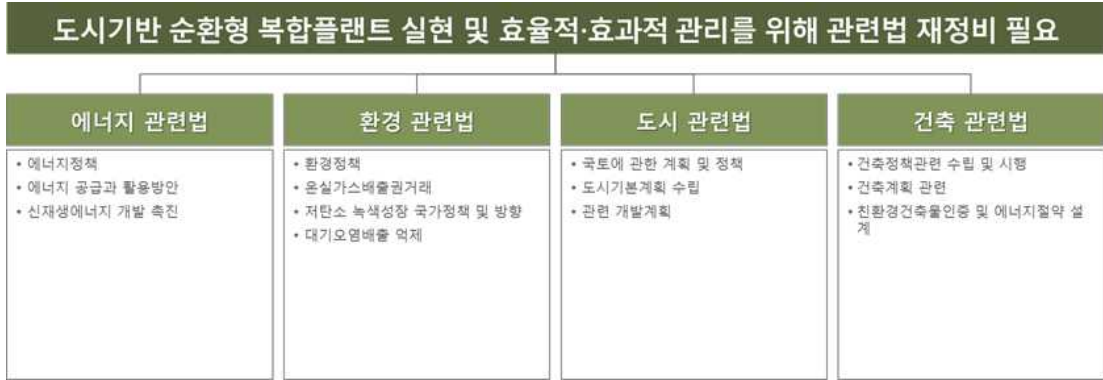 도시기반 순환형 복합플랜트 실현 및 효율적·효과적 관리를 위해 관련법 재정비 필요
에너지 관련법
• 에너지정책
• 에너지 공급과 활용방안
• 신재생에너지 개발 촉진
환경 관련법
• 환경정책
• 온실가스배출권거래
• 저탄소 녹색성장 국가정책 및 방향
• 대기오염배출 억제
도시 관련법
• 국토에 관한 계획 및 정책
• 도시기본계획 수립
• 관련 개발계획
건축 관련법
• 건축정책관련 수립 및 시행
• 건축계획 관련
• 친환경건축물인증 및 에너지절약 설
계